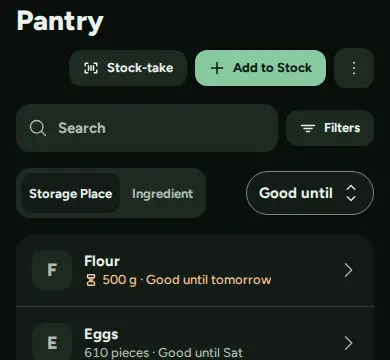 Pantry
Stock-take
Add to Stock
Search
Filters
Storage Place
Ingredient
Good until
F
Flour
500 g · Good until tomorrow
E
Eggs
610 pieces · Good until Sat